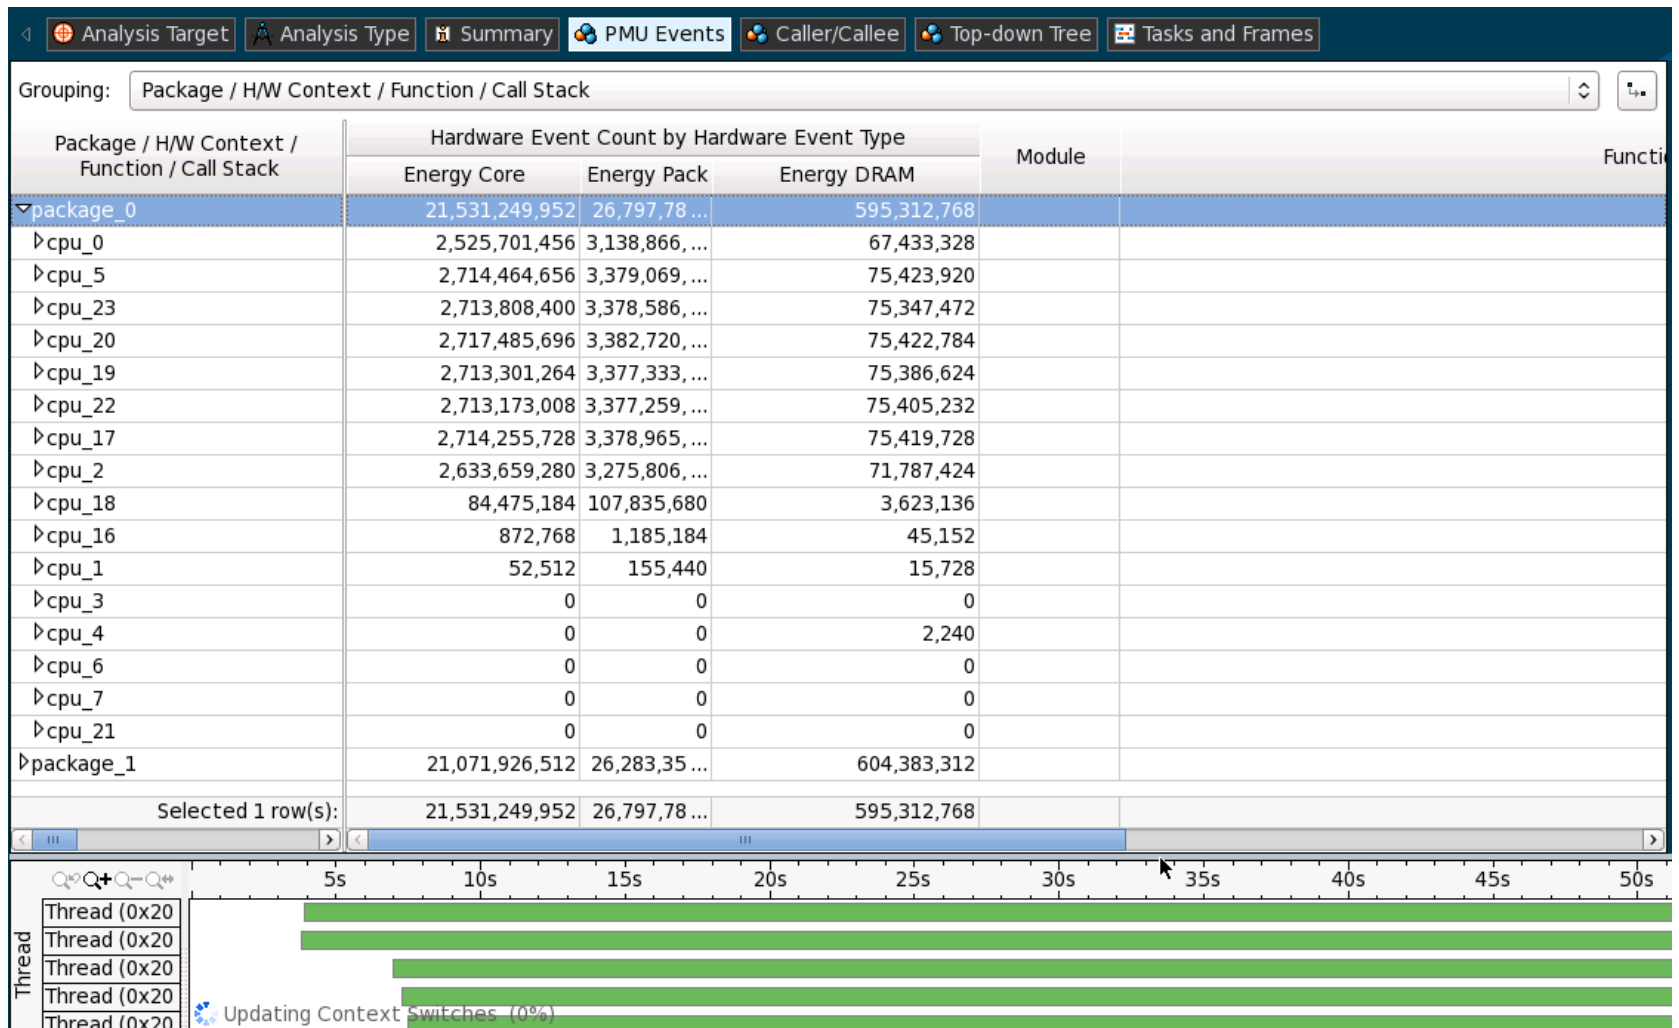 Analysis Target Analysis Type Summary PMU Events Caller/Callee Top-down Tree Tasks and Frames
Grouping: Package / H/W Context / Function / Call Stack
Package / H/W Context /
Function / Call Stack
Hardware Event Count by Hardware Event Type
Energy Core Energy Pack Energy DRAM
Module
Functi
package_0 21,531,249,952 26,797,78 ... 595,312,768
cpu_0 2,525,701,456 3,138,866, ... 67,433,328
cpu_5 2,714,464,656 3,379,069, ... 75,423,920
cpu_23 2,713,808,400 3,378,586, ... 75,347,472
cpu_20 2,717,485,696 3,382,720, ... 75,422,784
cpu_19 2,713,301,264 3,377,333, ... 75,386,624
cpu_22 2,713,173,008 3,377,259, ... 75,405,232
cpu_17 2,714,255,728 3,378,965, ... 75,419,728
cpu_2 2,633,659,280 3,275,806, ... 71,787,424
cpu_18 84,475,184 107,835,680 3,623,136
cpu_16 872,768 1,185,184 45,152
cpu_1 52,512 155,440 15,728
cpu_3 0 0 0
cpu_4 0 0 2,240
cpu_6 0 0 0
cpu_7 0 0 0
cpu_21 0 0 0
package_1 21,071,926,512 26,283,35 ... 604,383,312
Selected 1 row(s): 21,531,249,952 26,797,78 ... 595,312,768
5s 10s 15s 20s 25s 30s 35s 40s 45s 50s
Thread
Thread (0x20
Thread (0x20
Thread (0x20
Thread (0x20
Thread (0x20
Updating Context Switches (0%)